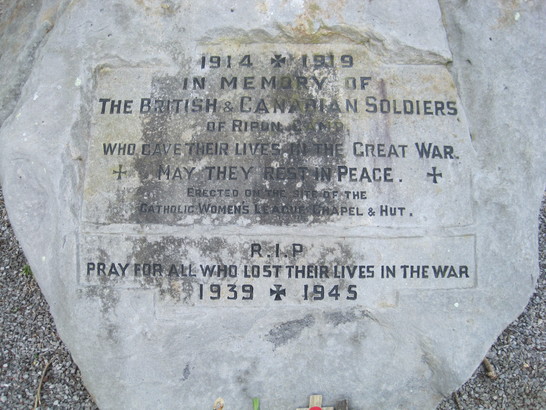 1914 ✠ 1919
IN MEMORY OF
THE BRITISH & CANADIAN SOLDIERS
OF RIPON CAMP,
WHO GAVE THEIR LIVES IN THE GREAT WAR.
✠ MAY THEY REST IN PEACE. ✠
ERECTED ON THE SITE OF THE
CATHOLIC WOMENS LEAGUE CHAPEL & HUT.
R.I.P
PRAY FOR ALL WHO LOST THEIR LIVES IN THE WAR
1939 ✠ 1945